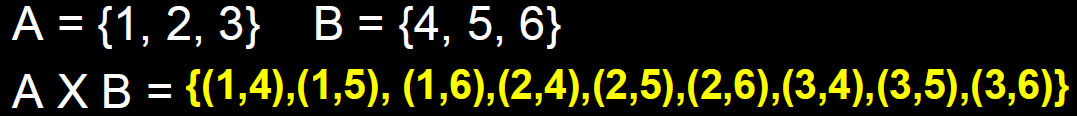 A = {1, 2, 3} B = {4, 5, 6}
A X B = {(1,4),(1,5), (1,6),(2,4),(2,5),(2,6),(3,4),(3,5),(3,6)}